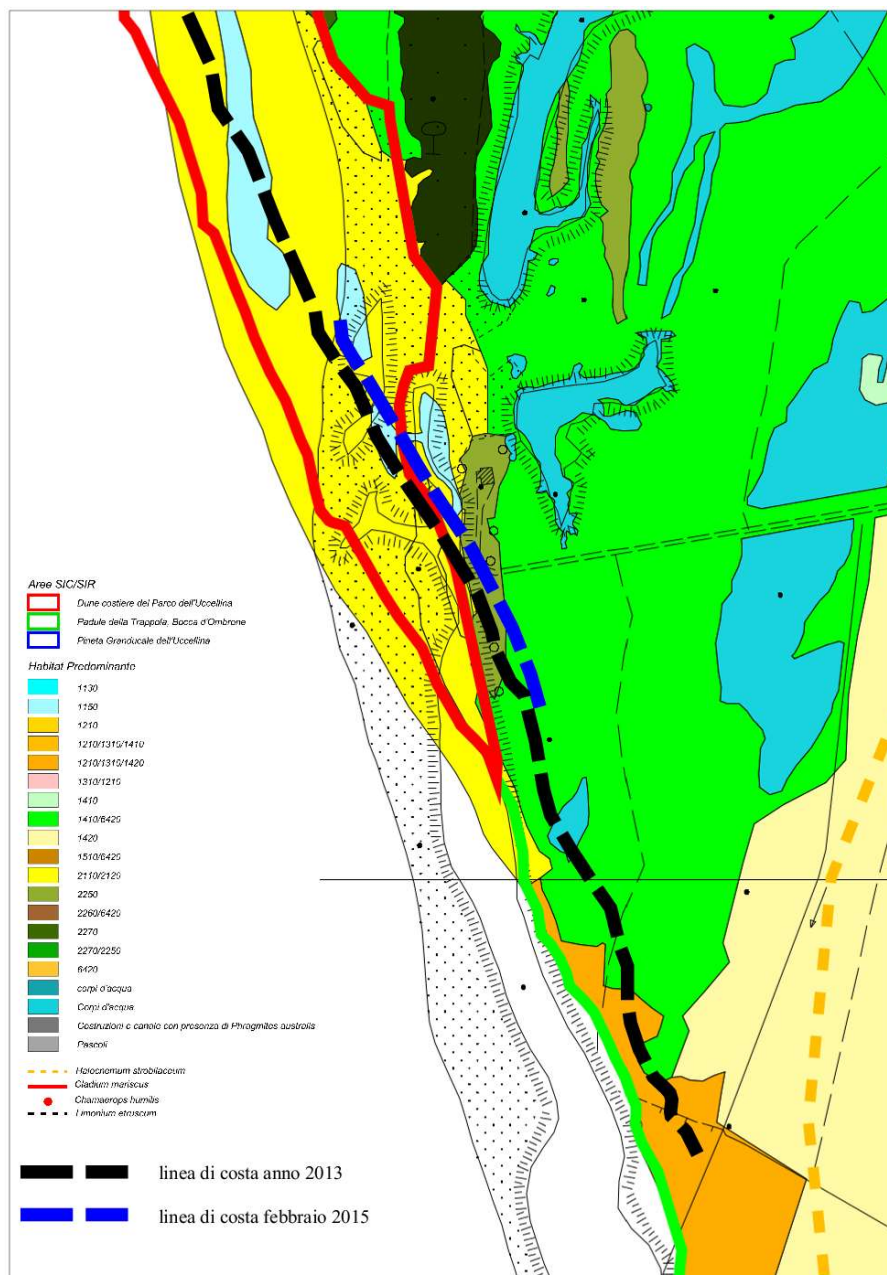 Aree SIC/SIR
Dune costiere del Parco dell'Uccellina
Padule della Trappola, Bocca d'Ombrone
Pineta Granducale dell'Uccellina
Habitat Predominante
1130
1150
1210
1210/1310/1410
1210/1310/1420
1310/1210
1410
1410/6420
1420
1510/6420
2110/2120
2250
2260/6420
2270
2270/2250
6420
corpi d'acqua
Corpi d'acqua
Costruzioni e canale con presenza di Phragmites australis
Pascoli
Halocnemum strobilaceum
Cladium mariscus
Chamaerops humilis
Limonium etruscum
linea di costa anno 2013
linea di costa febbraio 2015